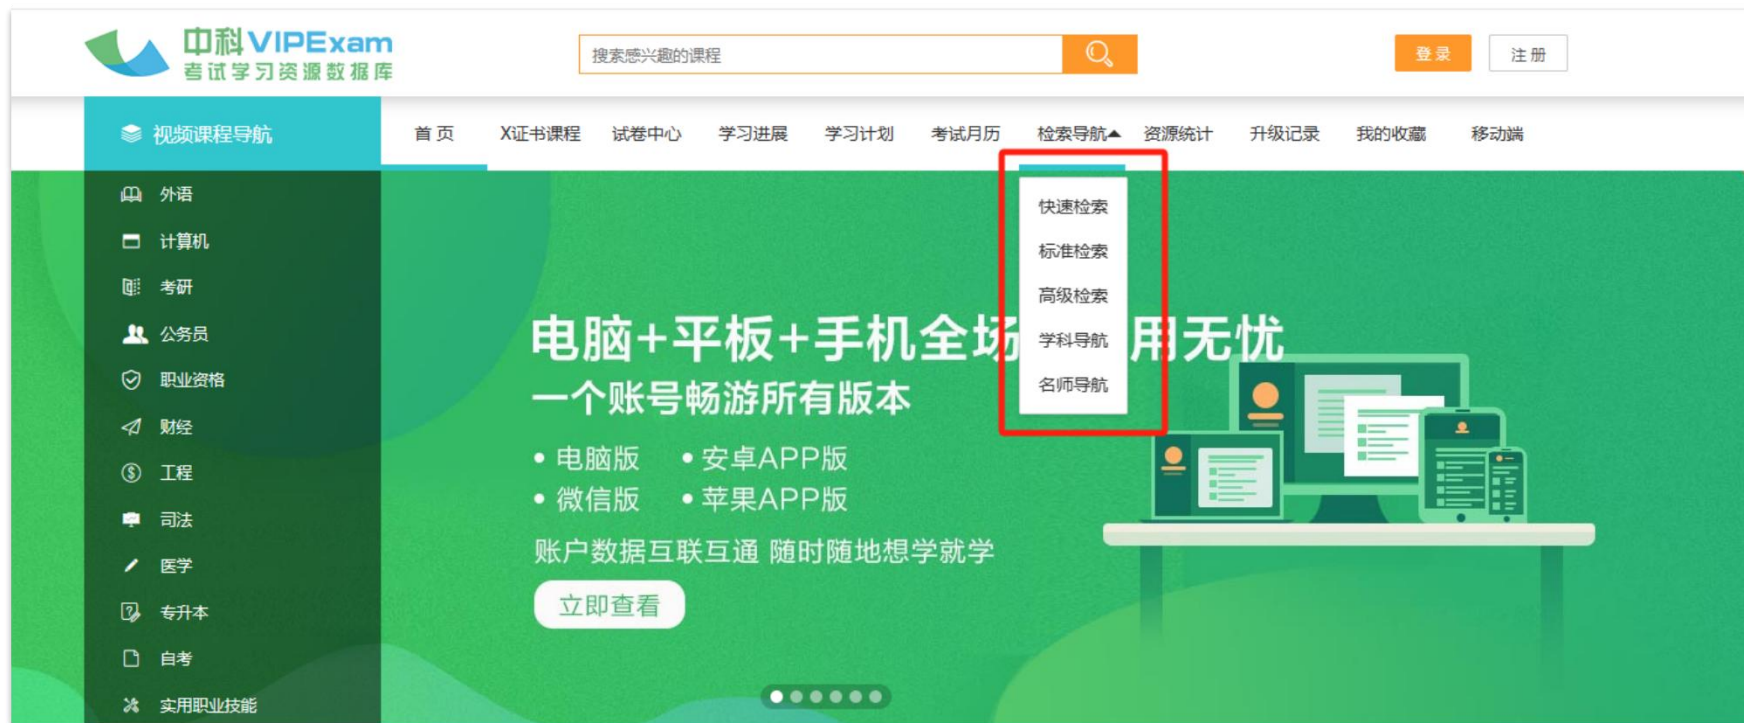 中科VIPExam
考试学习资源数据库
搜索感兴趣的课程
登录
注册
视频课程导航
首页
X证书课程
试卷中心
学习进展
学习计划
考试月历
检索导航
资源统计
升级记录
我的收藏
移动端
快速检索
标准检索
高级检索
学科导航
名师导航
外语
计算机
考研
公务员
职业资格
财经
工程
司法
医学
专升本
自考
实用职业技能
电脑+平板+手机全场 用无忧
一个账号畅游所有版本
• 电脑版 • 安卓APP版
• 微信版 • 苹果APP版
账户数据互联互通 随时随地想学就学
立即查看